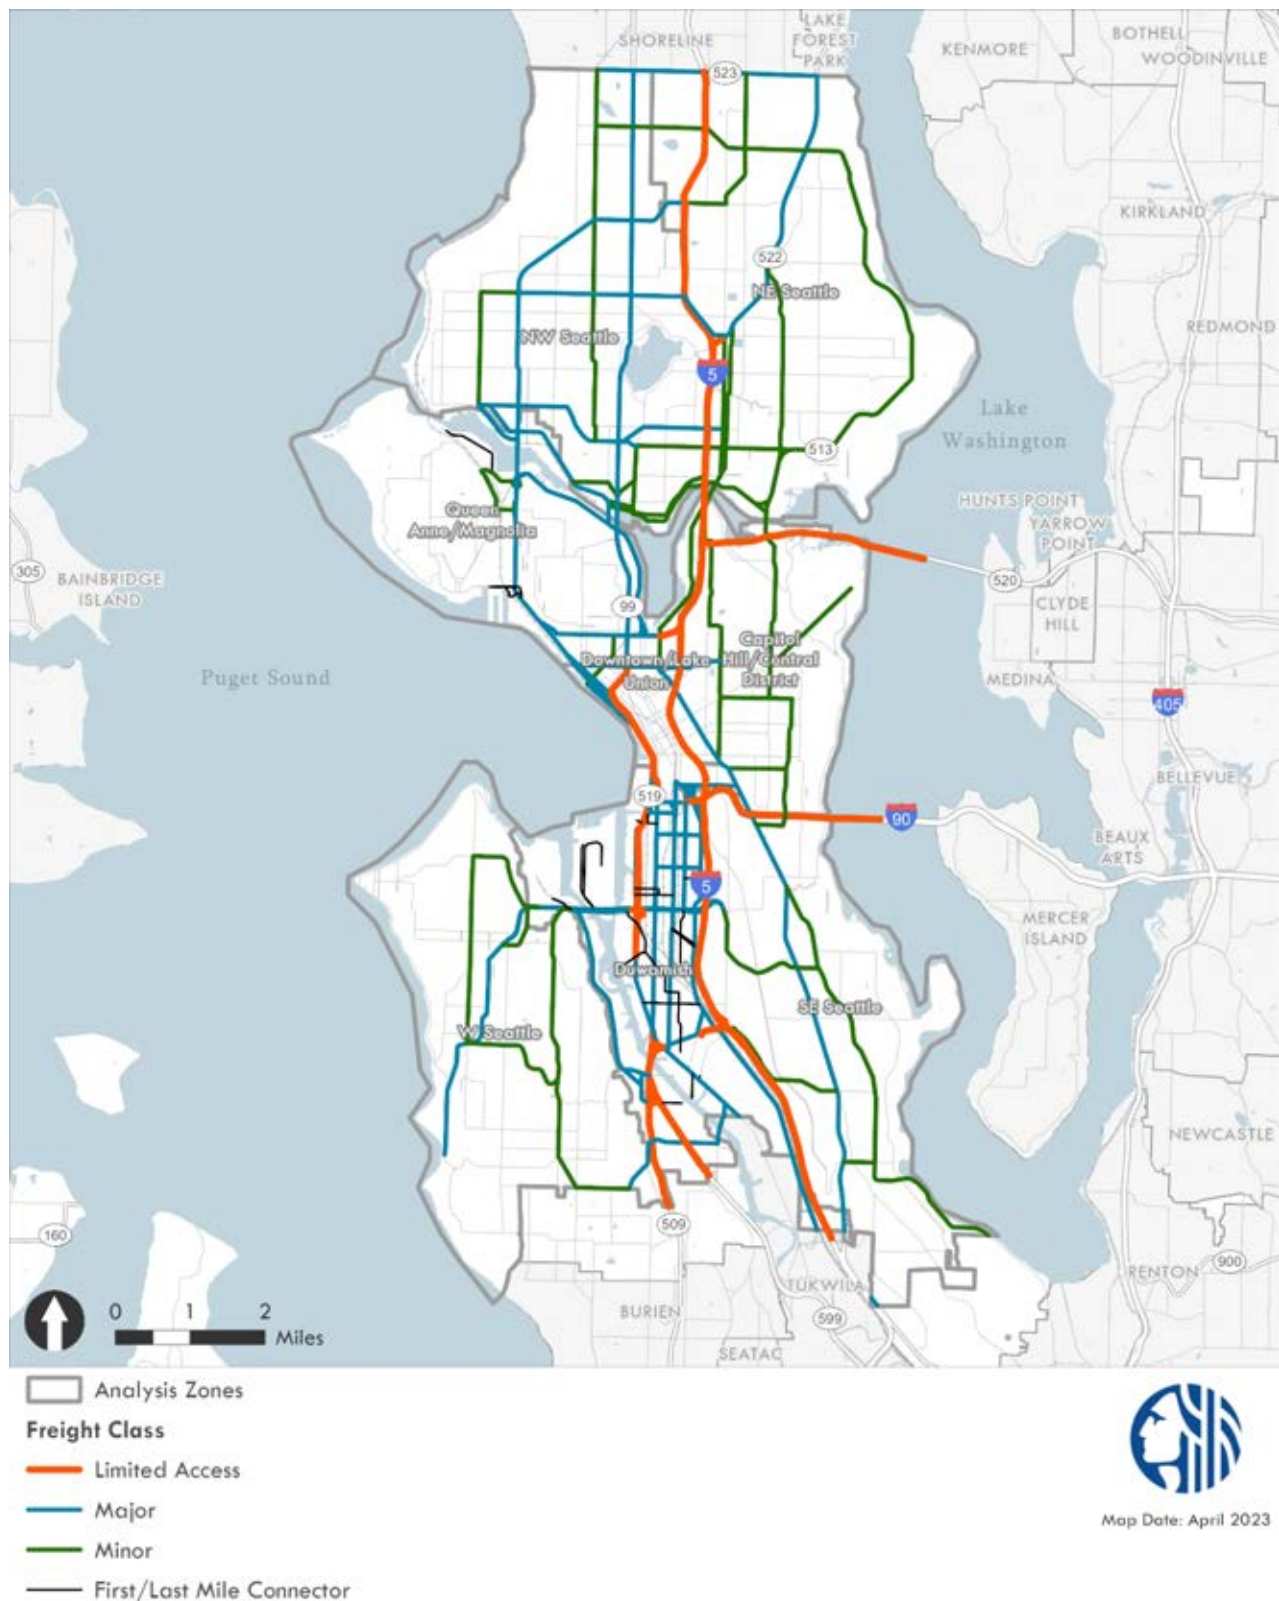 SHORELINE
LAKE
FOREST
PARK
KENMORE
BOTHELL
WOODINVILLE
523
KIRKLAND
522
NE Seattle
REDMOND
NW Seattle
5
Lake
Washington
513
HUNTS POINT
YARROW
POINT
Queen
Anne/Magnolia
305
BAINBRIDGE
ISLAND
520
CLYDE
HILL
99
Capitol
Hill/Central
District
Downtown/Lake
Union
Puget Sound
MEDINA
405
BELLEVUE
519
90
BEAUX
ARTS
5
MERCER
ISLAND
Duwamish
SE Seattle
W Seattle
NEWCASTLE
509
160
RENTON
900
TUKWILA
BURIEN
599
SEATAC
0 1 2
Miles
Analysis Zones
Freight Class
Limited Access
Major
Minor
First/Last Mile Connector
Map Date: April 2023